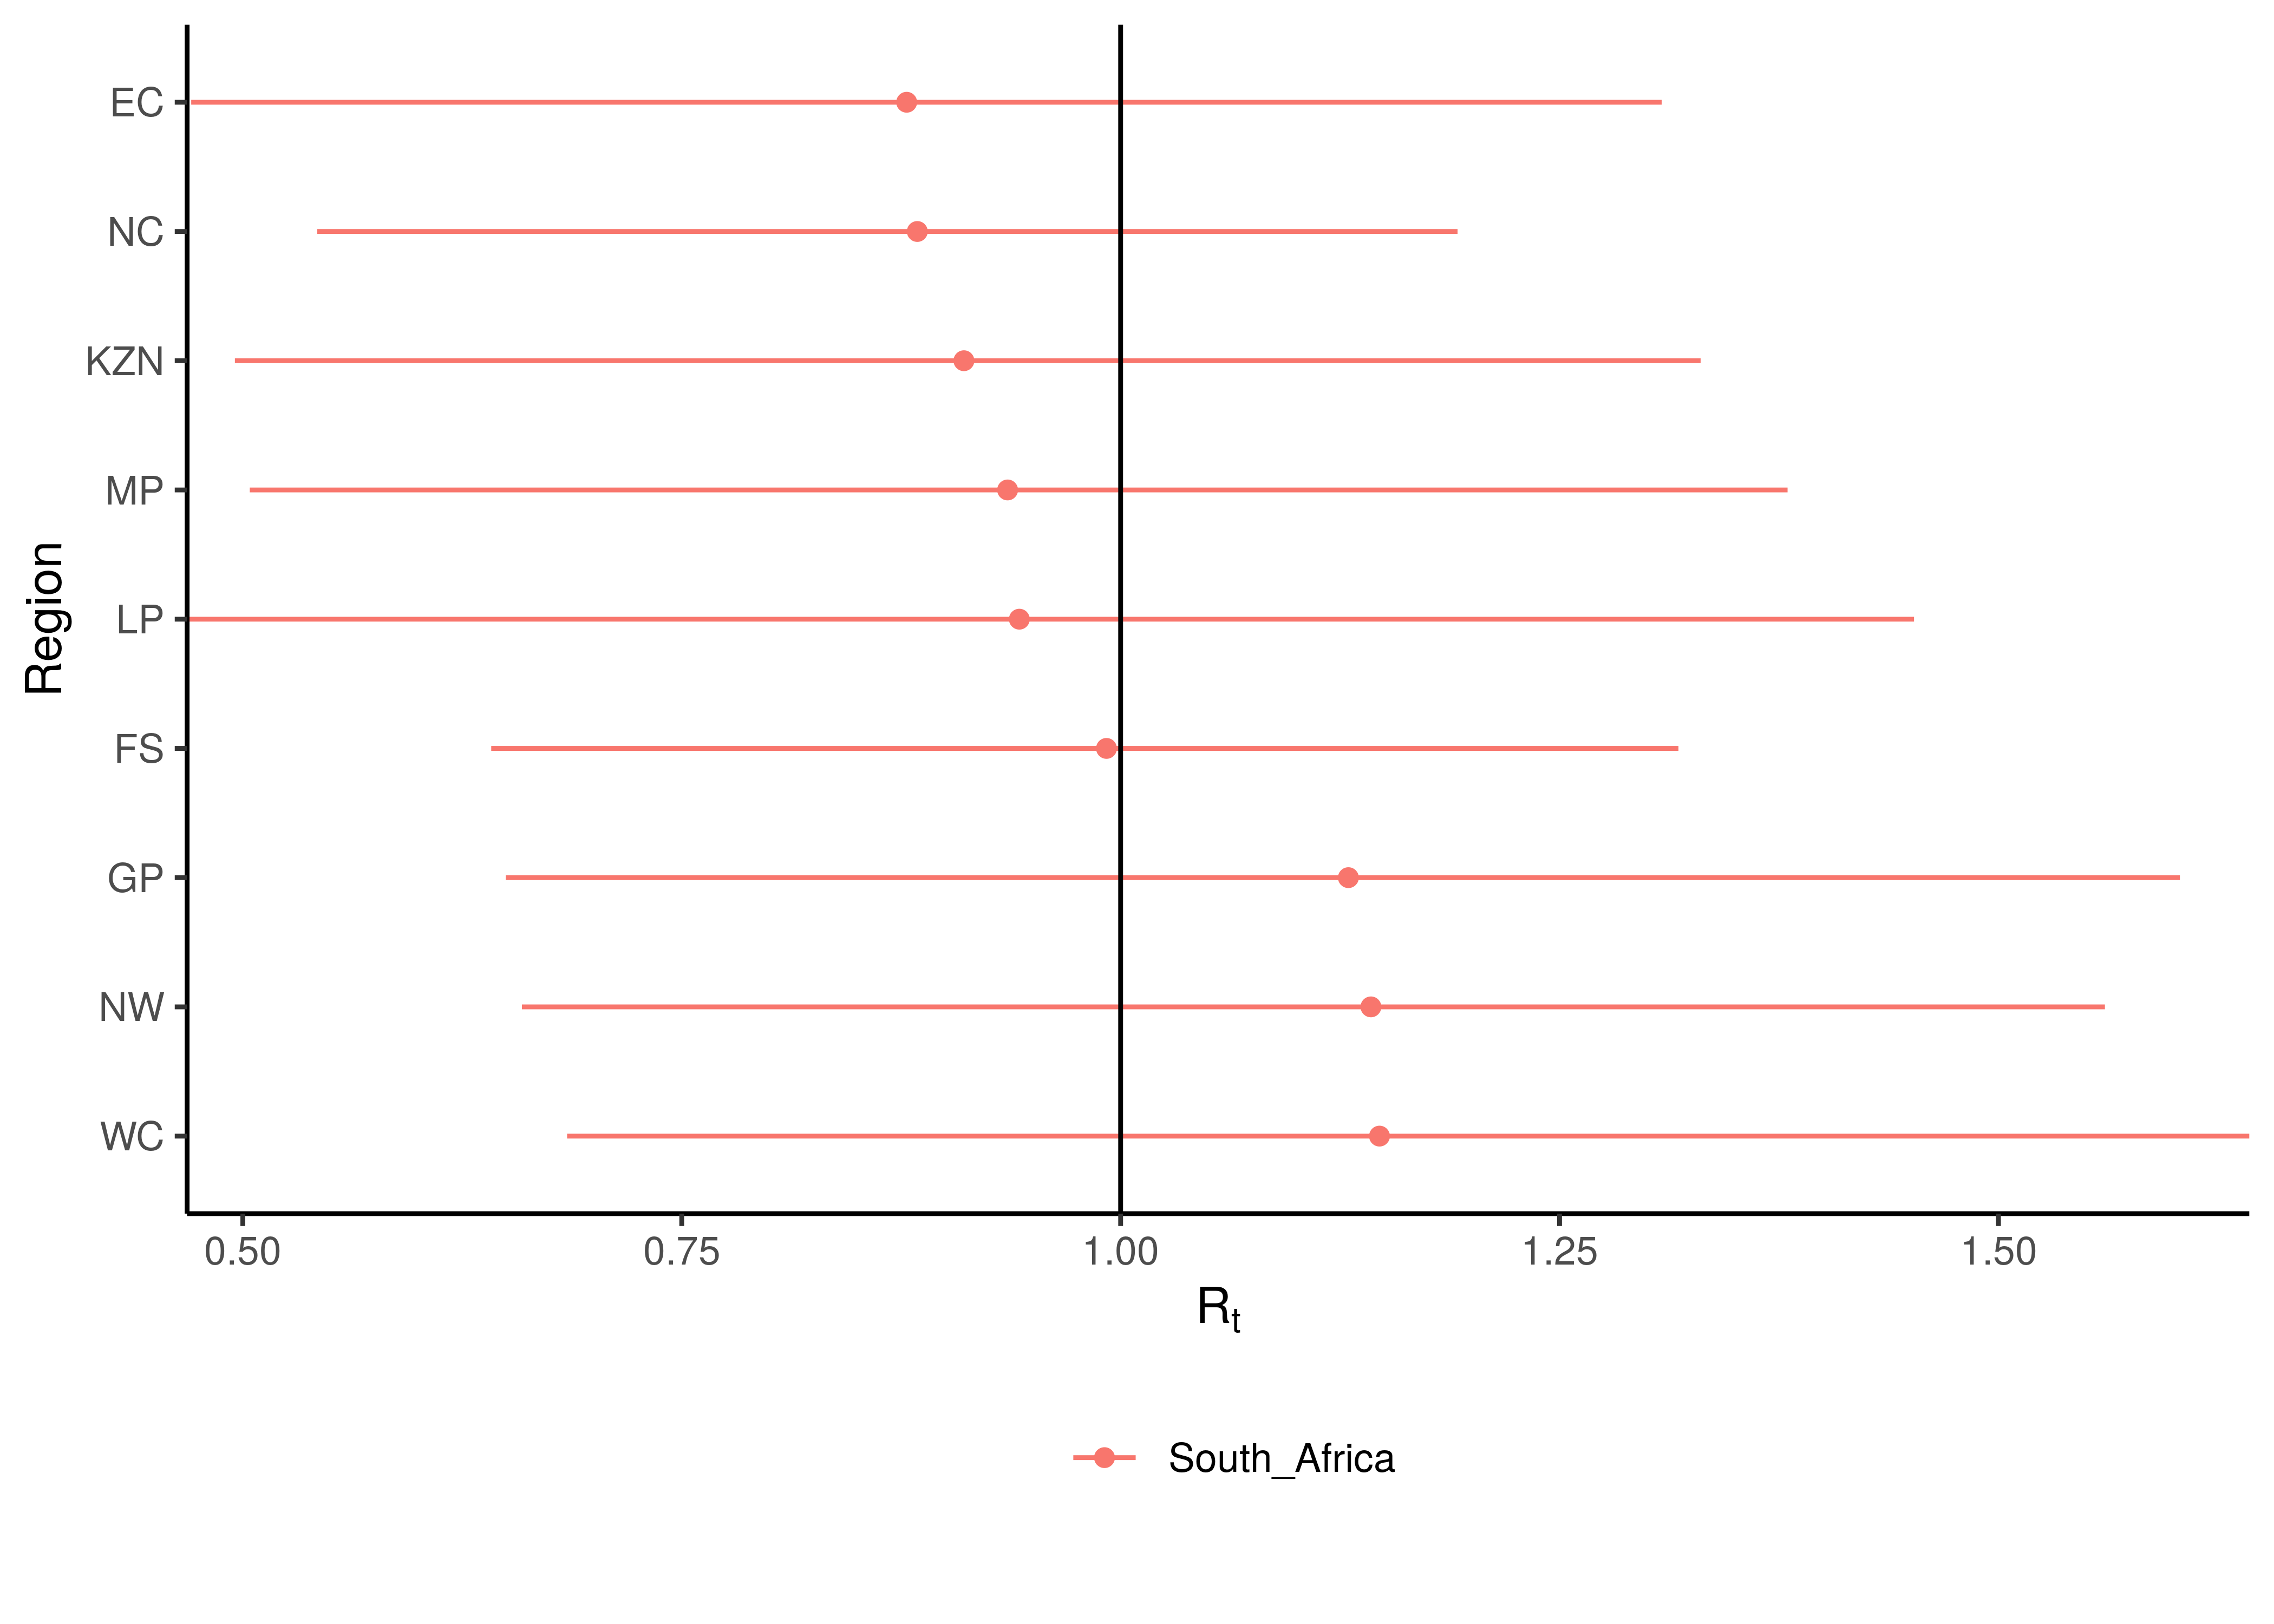 Region
EC
NC
KZN
MP
LP
FS
GP
NW
WC
0.50 0.75 1.00 1.25 1.50
Rt
South_Africa